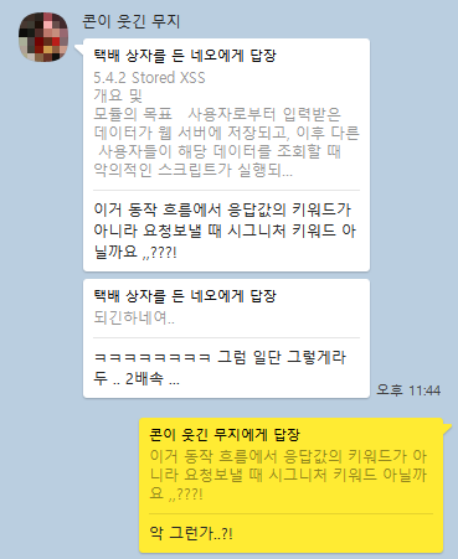 콘이 웃긴 무지
택배 상자를 든 네오에게 답장
5.4.2 Stored XSS
개요 및
모듈의 목표 사용자로부터 입력받은
데이터가 웹 서버에 저장되고, 이후 다른
사용자들이 해당 데이터를 조회할 때
악의적인 스크립트가 실행되...
이거 동작 흐름에서 응답값의 키워드가
아니라 요청보낼 때 시그니처 키워드 아
닐까요 ,,???!
택배 상자를 든 네오에게 답장
되긴하네여..
ㅋㅋㅋㅋㅋㅋㅋㅋ 그럼 일단 그렇게라
두 .. 2배속 ...
오후 11:44
콘이 웃긴 무지에게 답장
이거 동작 흐름에서 응답값의 키워드가 아
니라 요청보낼 때 시그니처 키워드 아닐까
요 ,,???!
악 그런가..?!